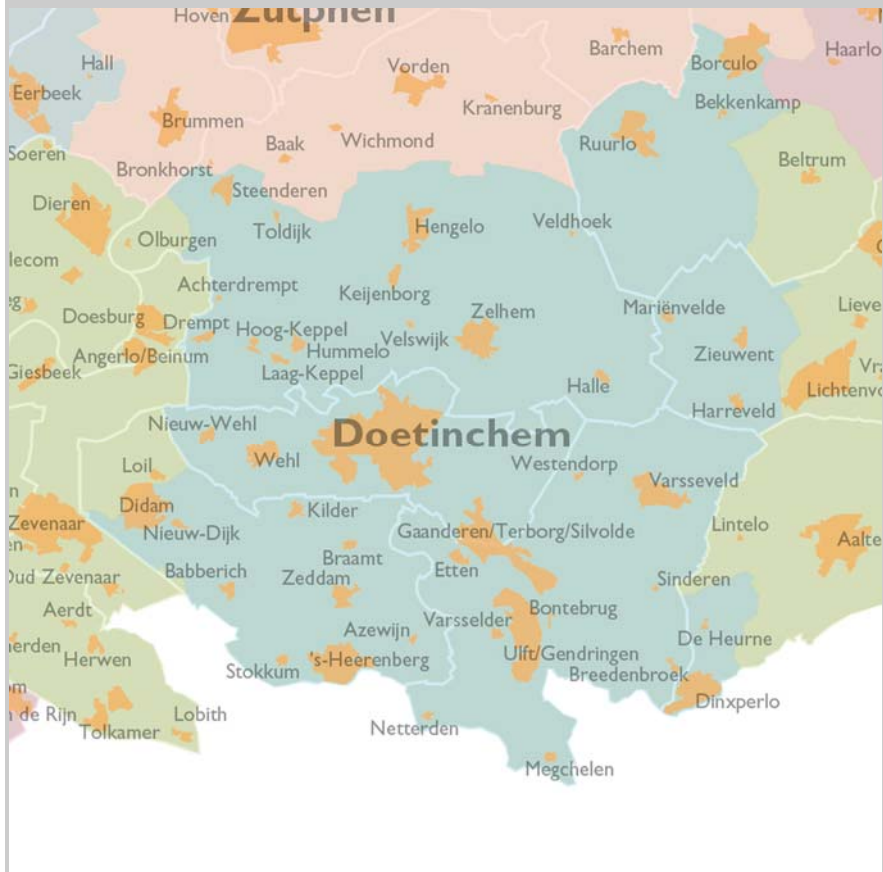 Hoven Zutphen
Hall
Barchem
Haarlo
Vorden
Borculo
Eerbeek
Bekkenkamp
Kranenburg
Brummen
Wichmond
Baak
Ruurlo
Soeren
Beltrum
Bronkhorst
Steenderen
Dieren
Toldijk
Hengelo
Veldhoek
Olburgen
Achterdrempt
Keijenborg
Doesburg
Drempt
Zelhem
Mariënvelde
Hoog-Keppel
Velswijk
Hummelo
Angerlo/Beinum
Zieuwent
Giesbeek
Laag-Keppel
Halle
Harreveld
Nieuw-Wehl
Doetinchem
Wehl
Loil
Westendorp
Varsseveld
Didam
Kilder
Zevenaar
Nieuw-Dijk
Gaanderen/Terborg/Silvolde
Lintelo
Braamt
Babberich
Zeddam
Etten
Sinderen
Aerdt
Azewijn
Varsselder
Bontebrug
De Heurne
Herwen
's-Heerenberg
Ulft/Gendringen
Stokkum
Breedenbroek
Dinxperlo
de Rijn
Lobith
Tolkamer
Netterden
Megchelen